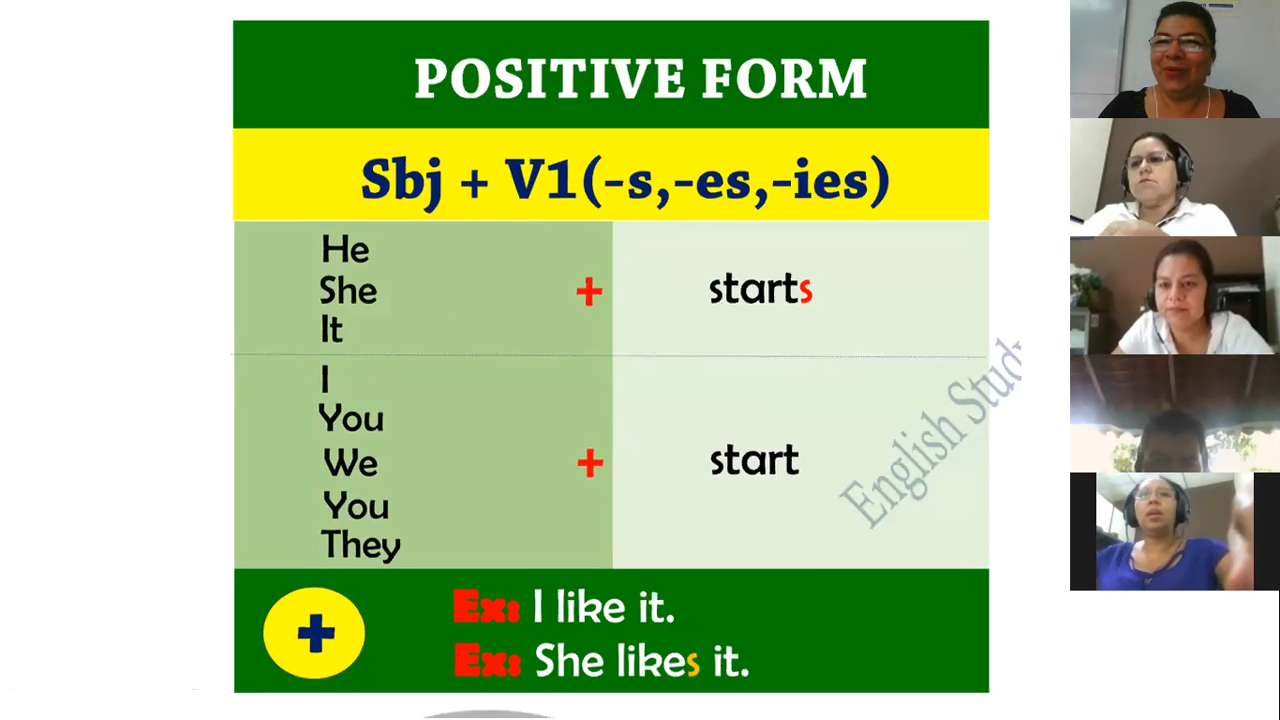 POSITIVE FORM
Sbj + V1(-s,-es,-ies)
He
She
It
+
starts
I
You
We
You
They
+
start
English Stud
+
Ex: I like it.
Ex: She likes it.